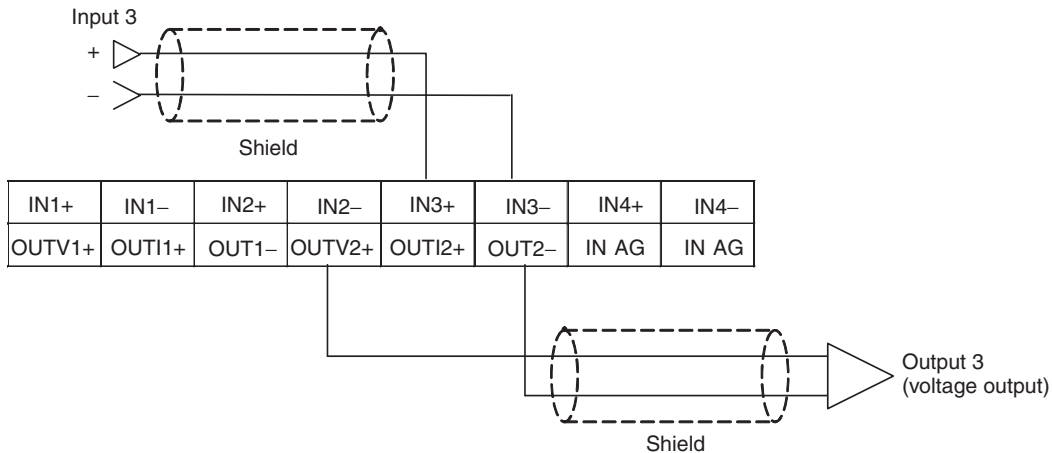 Input 3
+
–
Shield
IN1+ IN1– IN2+ IN2– IN3+ IN3– IN4+ IN4–
OUTV1+ OUTI1+ OUT1– OUTV2+ OUTI2+ OUT2– IN AG IN AG
Output 3
(voltage output)
Shield